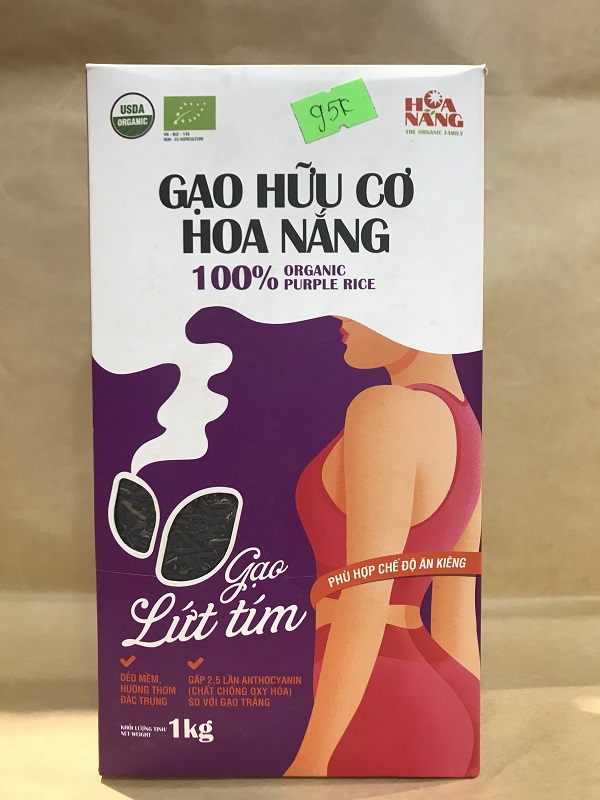 USDA
ORGANIC
VN - BIO - 149
NON - EU AGRICULTURE
95K
HOA
NẮNG
THE ORGANIC FAMILY
GẠO HỮU CƠ
HOA NẮNG
100% ORGANIC
PURPLE RICE
PHÙ HỢP CHẾ ĐỘ ĂN KIÊNG
Gạo
Lứt tím
DẺO MỀM,
HƯƠNG THƠM
ĐẶC TRƯNG
GẤP 2,5 LẦN ANTHOCYANIN
(CHẤT CHỐNG OXY HÓA)
SO VỚI GẠO TRẮNG
KHỐI LƯỢNG TỊNH/
NET WEIGHT 1kg